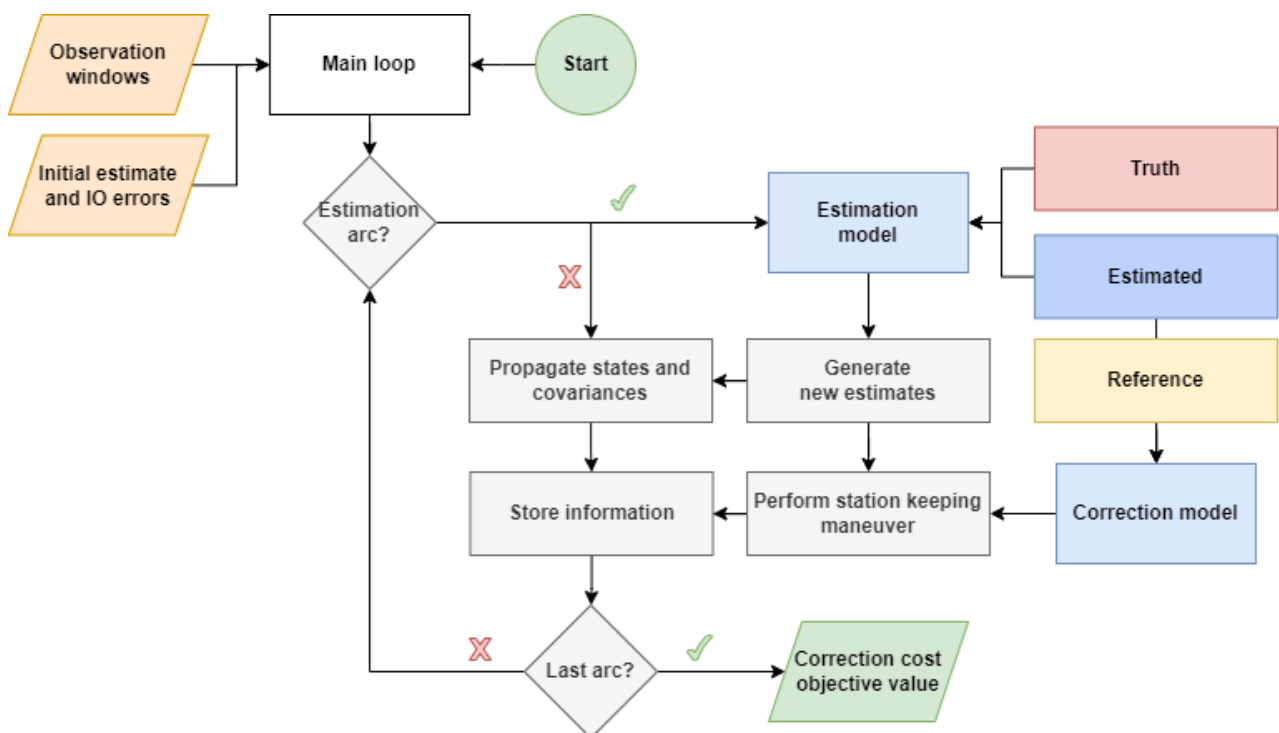 Observation
windows
Main loop
Start
Initial estimate
and IO errors
Estimation
arc?
Estimation
model
Truth
Estimated
Propagate states and
covariances
Generate
new estimates
Reference
Store information
Perform station keeping
maneuver
Correction model
Last arc?
Correction cost
objective value